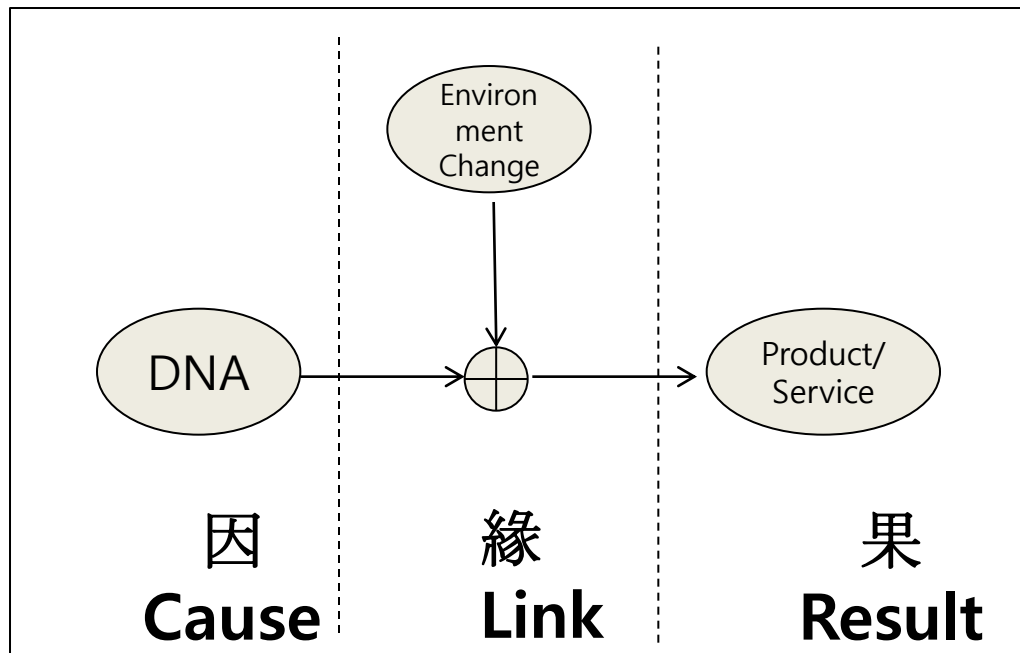 Environ
ment
Change
DNA
Product/
Service
因
緣
果
Cause
Link
Result